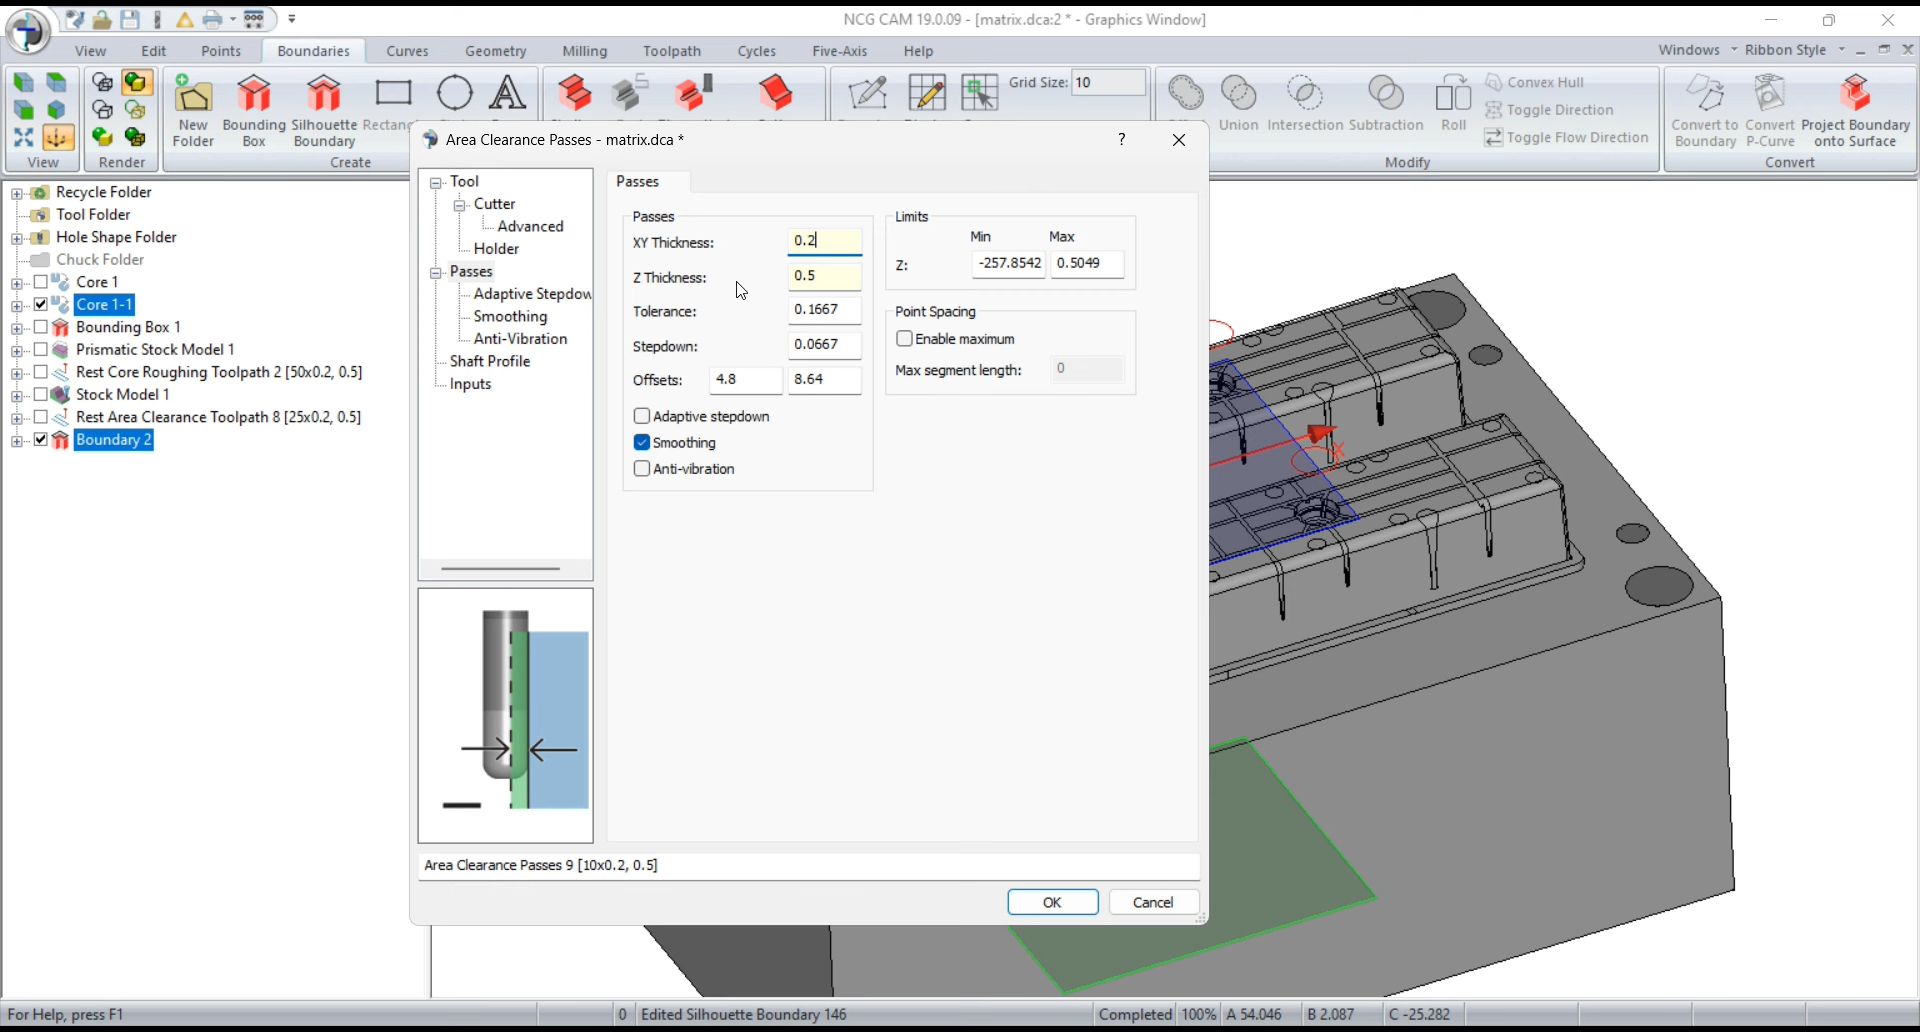 NCG CAM 19.0.09 - [matrix.dca:2 * - Graphics Window]
View Edit Points Boundaries Curves Geometry Milling Toolpath Cycles Five-Axis Help Windows Ribbon Style
Grid Size: 10
New Folder
Bounding Box
Silhouette Boundary
Union Intersection Subtraction Roll
Convex Hull
Toggle Direction
Toggle Flow Direction
Convert to Boundary
Convert P-Curve
Project Boundary onto Surface
View Render Create Modify Convert
Recycle Folder
Tool Folder
Hole Shape Folder
Chuck Folder
Core 1
Core 1-1
Bounding Box 1
Prismatic Stock Model 1
Rest Core Roughing Toolpath 2 [50x0.2, 0.5]
Stock Model 1
Rest Area Clearance Toolpath 8 [25x0.2, 0.5]
Boundary 2
Area Clearance Passes - matrix.dca *
?
Tool
Cutter
Advanced
Holder
Passes
Adaptive Stepdow
Smoothing
Anti-Vibration
Shaft Profile
Inputs
Passes
Passes
XY Thickness: 0.2
Z Thickness: 0.5
Tolerance: 0.1667
Stepdown: 0.0667
Offsets: 4.8 8.64
Adaptive stepdown
Smoothing
Anti-vibration
Limits
Min Max
Z: -257.8542 0.5049
Point Spacing
Enable maximum
Max segment length: 0
X
Area Clearance Passes 9 [10x0.2, 0.5]
OK Cancel
For Help, press F1 0 Edited Silhouette Boundary 146 Completed 100% A 54.046 B 2.087 C -25.282